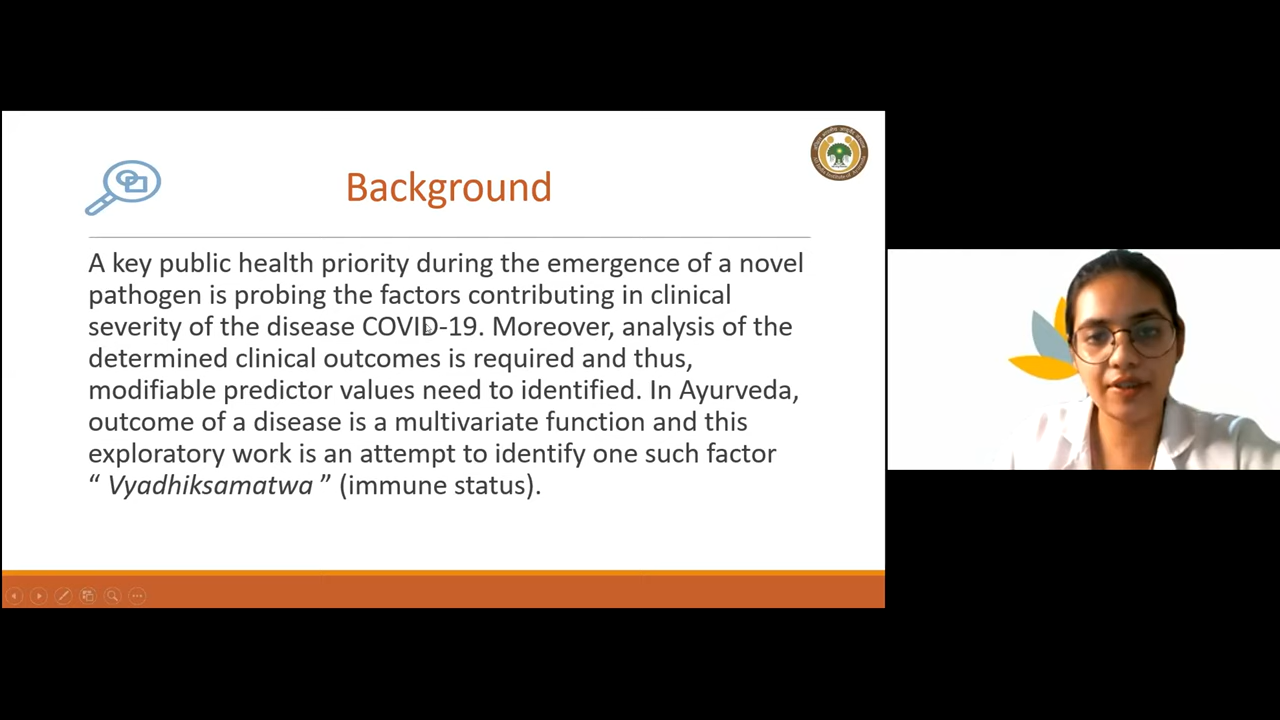 Background
A key public health priority during the emergence of a novel
pathogen is probing the factors contributing in clinical
severity of the disease COVID-19. Moreover, analysis of the
determined clinical outcomes is required and thus,
modifiable predictor values need to identified. In Ayurveda,
outcome of a disease is a multivariate function and this
exploratory work is an attempt to identify one such factor
“ Vyadhiksamatwa ” (immune status).